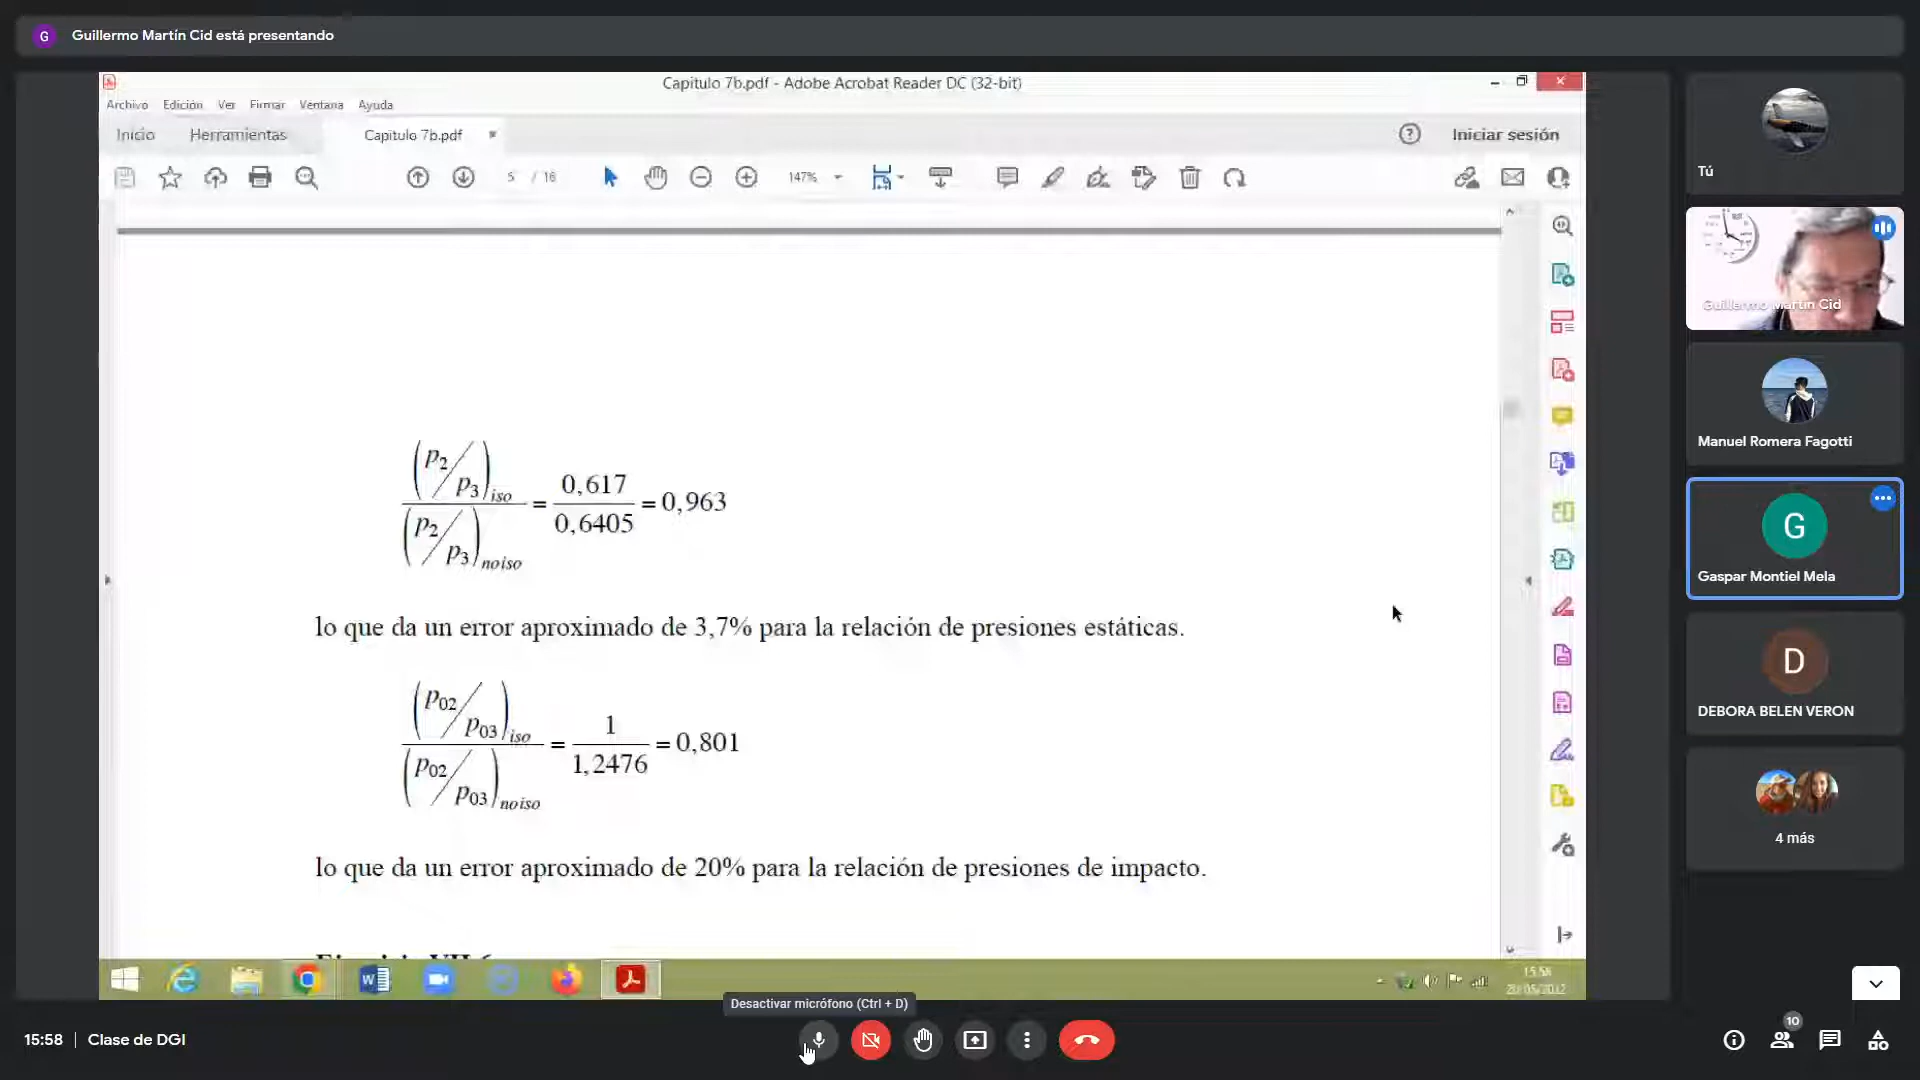 G Guillermo Martín Cid está presentando
Capitulo 7b.pdf - Adobe Acrobat Reader DC (32-bit)
Archivo Edición Ver Firmar Ventana Ayuda
Inicio Herramientas Capitulo 7b.pdf × Iniciar sesión
5 / 16 147%
(p2/p3)iso / (p2/p3)noiso = 0,617 / 0,6405 = 0,963
lo que da un error aproximado de 3,7% para la relación de presiones estáticas.
(p02/p03)iso / (p02/p03)noiso = 1 / 1,2476 = 0,801
lo que da un error aproximado de 20% para la relación de presiones de impacto.
15:58
Desactivar micrófono (Ctrl + D)
15:58 | Clase de DGI
10
Tú
Guillermo Martín Cid
Manuel Romera Fagotti
G
Gaspar Montiel Mela
D
DEBORA BELEN VERON
4 más